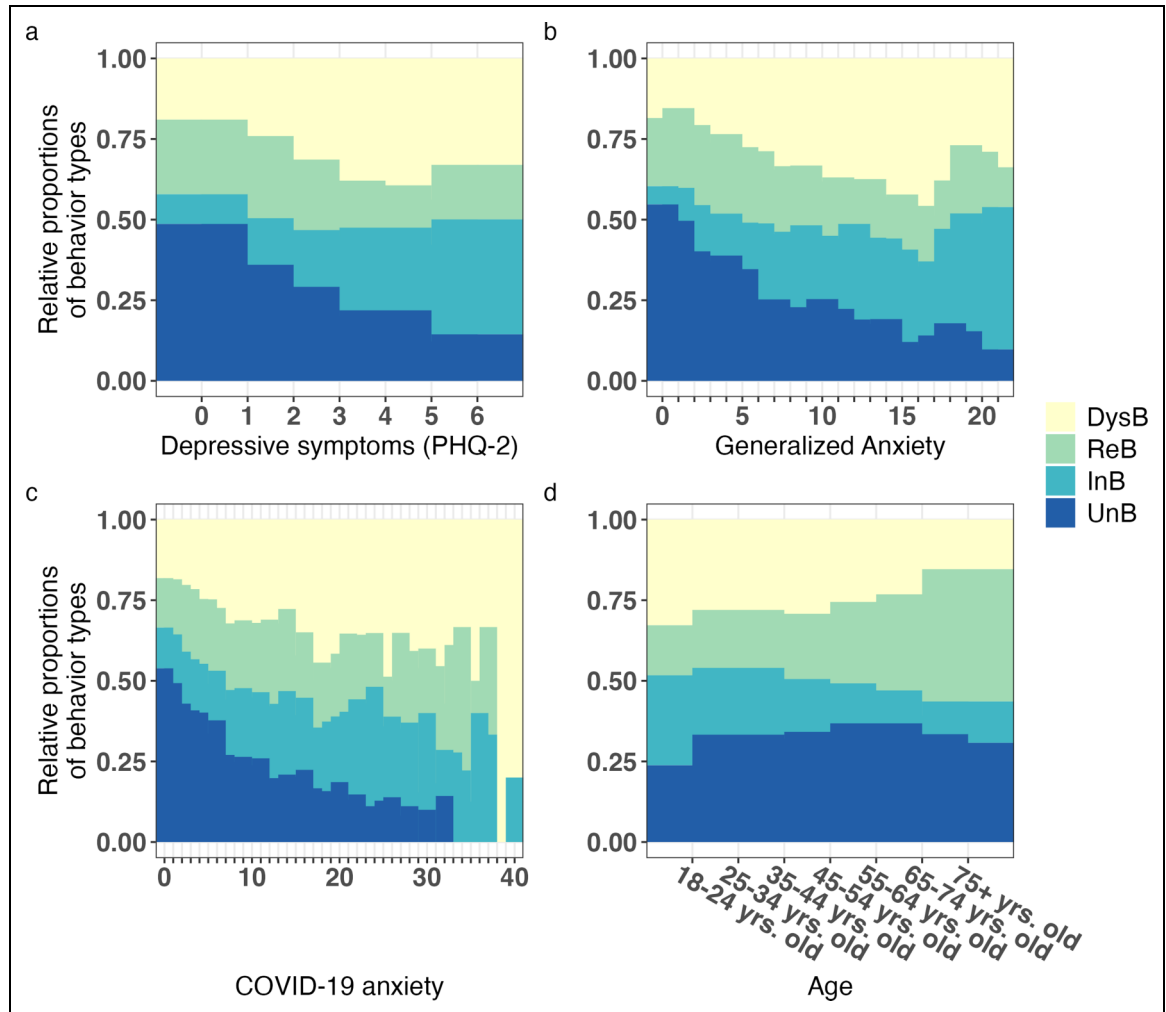 a
b
1.00
0.75
0.50
0.25
0.00
Relative proportions
of behavior types
0 1 2 3 4 5 6
Depressive symptoms (PHQ-2)
1.00
0.75
0.50
0.25
0.00
0 5 10 15 20
Generalized Anxiety
DysB
ReB
InB
UnB
c
d
1.00
0.75
0.50
0.25
0.00
Relative proportions
of behavior types
0 10 20 30 40
COVID-19 anxiety
1.00
0.75
0.50
0.25
0.00
18-24 yrs. old
25-34 yrs. old
35-44 yrs. old
45-54 yrs. old
55-64 yrs. old
65-74 yrs. old
75+ yrs. old
Age